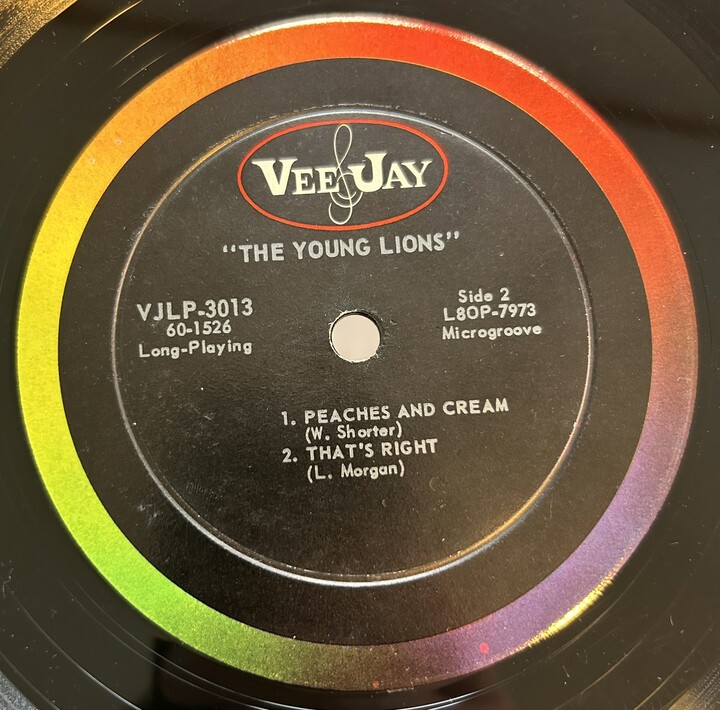 VEE JAY
"THE YOUNG LIONS"
VJLP-3013
60-1526
Long-Playing
Side 2
L8OP-7973
Microgroove
1. PEACHES AND CREAM
(W. Shorter)
2. THAT'S RIGHT
(L. Morgan)